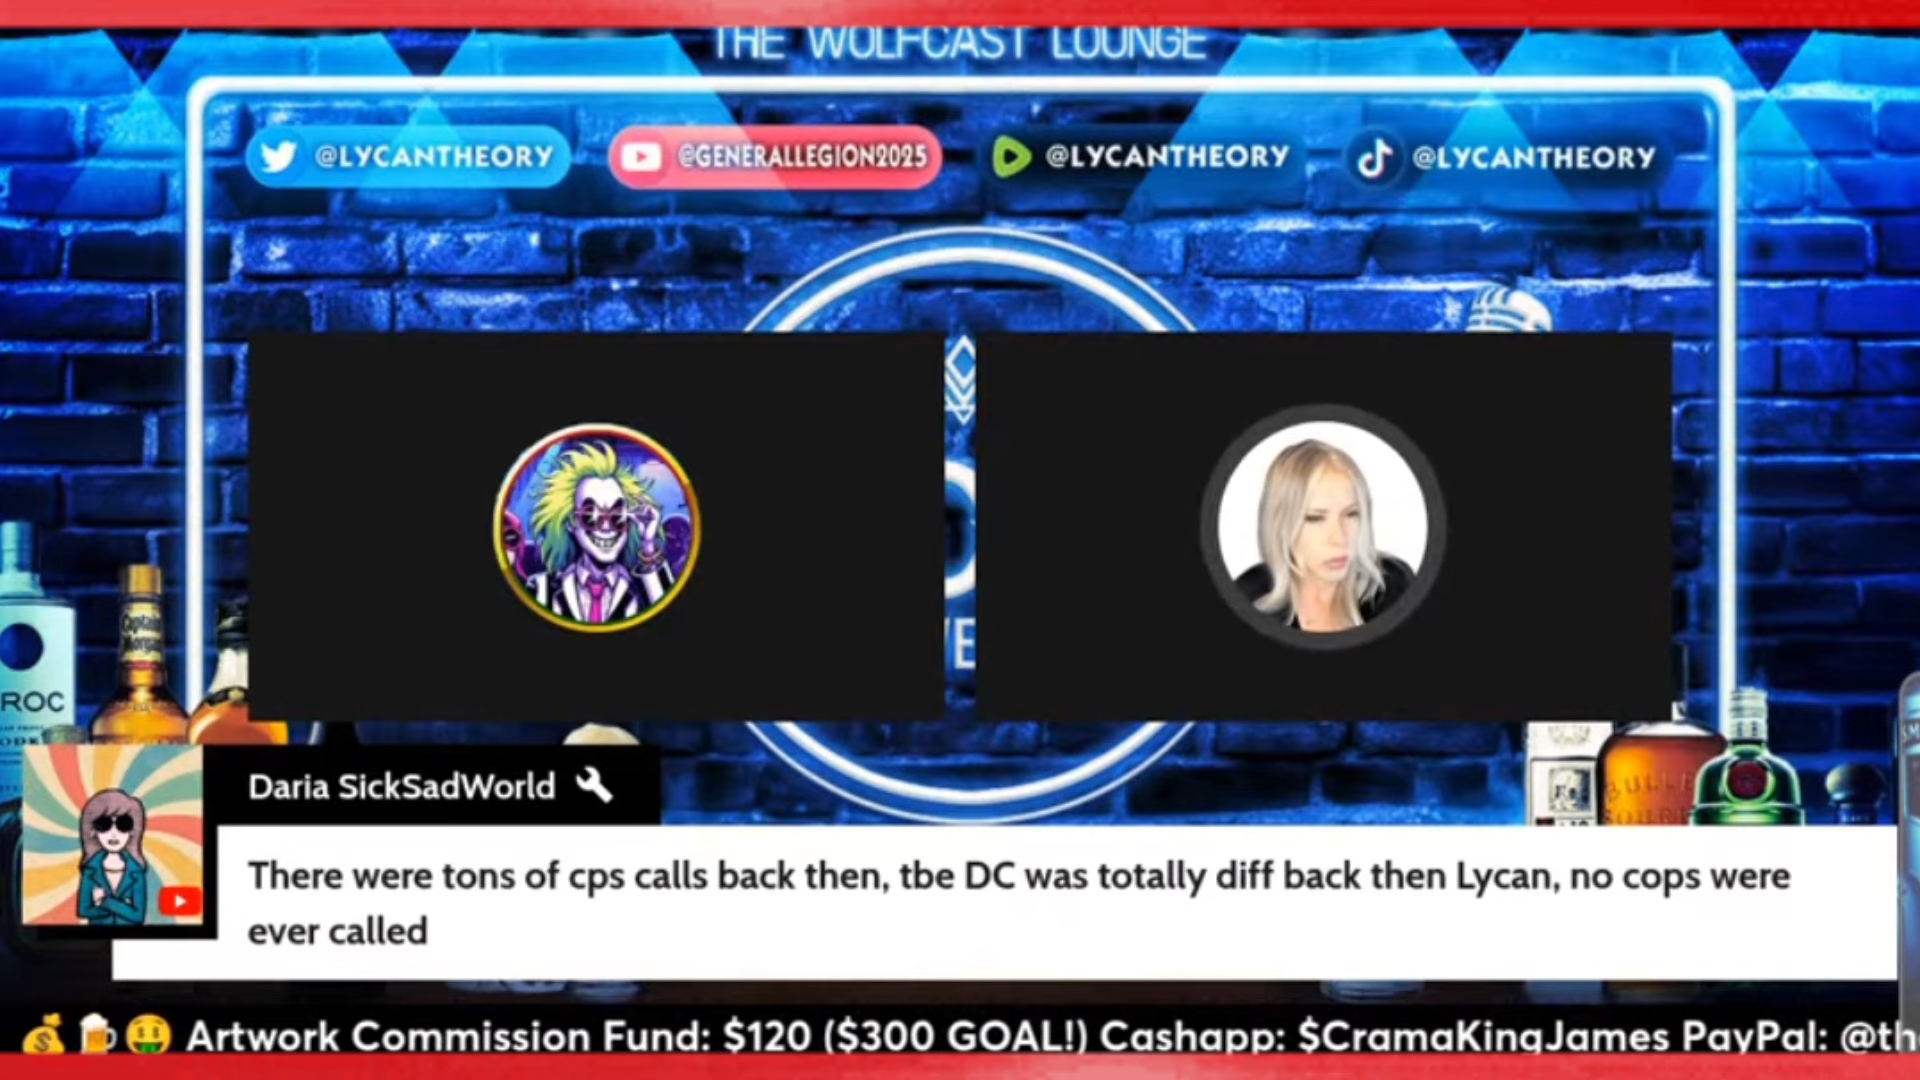 THE WOLFCAST LOUNGE
@LYCANTHEORY
@GENERALLEGION2025
@LYCANTHEORY
@LYCANTHEORY
Captain
Morgan
ROC
Daria SickSadWorld
There were tons of cps calls back then, tbe DC was totally diff back then Lycan, no cops were
ever called
Artwork Commission Fund: $120 ($300 GOAL!) Cashapp: $CramaKingJames PayPal: @th